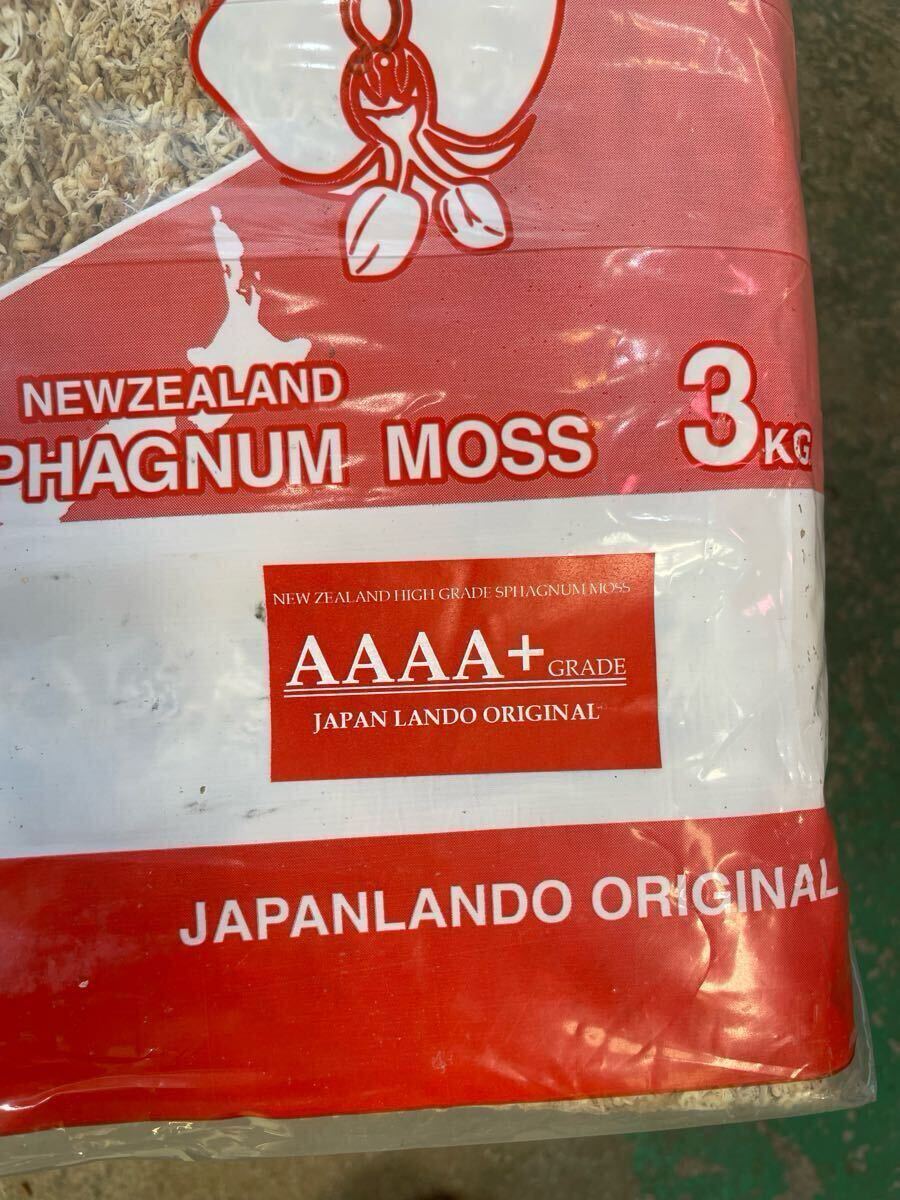 NEWZEALAND
PHAGNUM MOSS 3KG
NEW ZEALAND HIGH GRADE SPHAGNUM MOSS
AAAA+ GRADE
JAPAN LANDO ORIGINAL
JAPANLANDO ORIGINAL